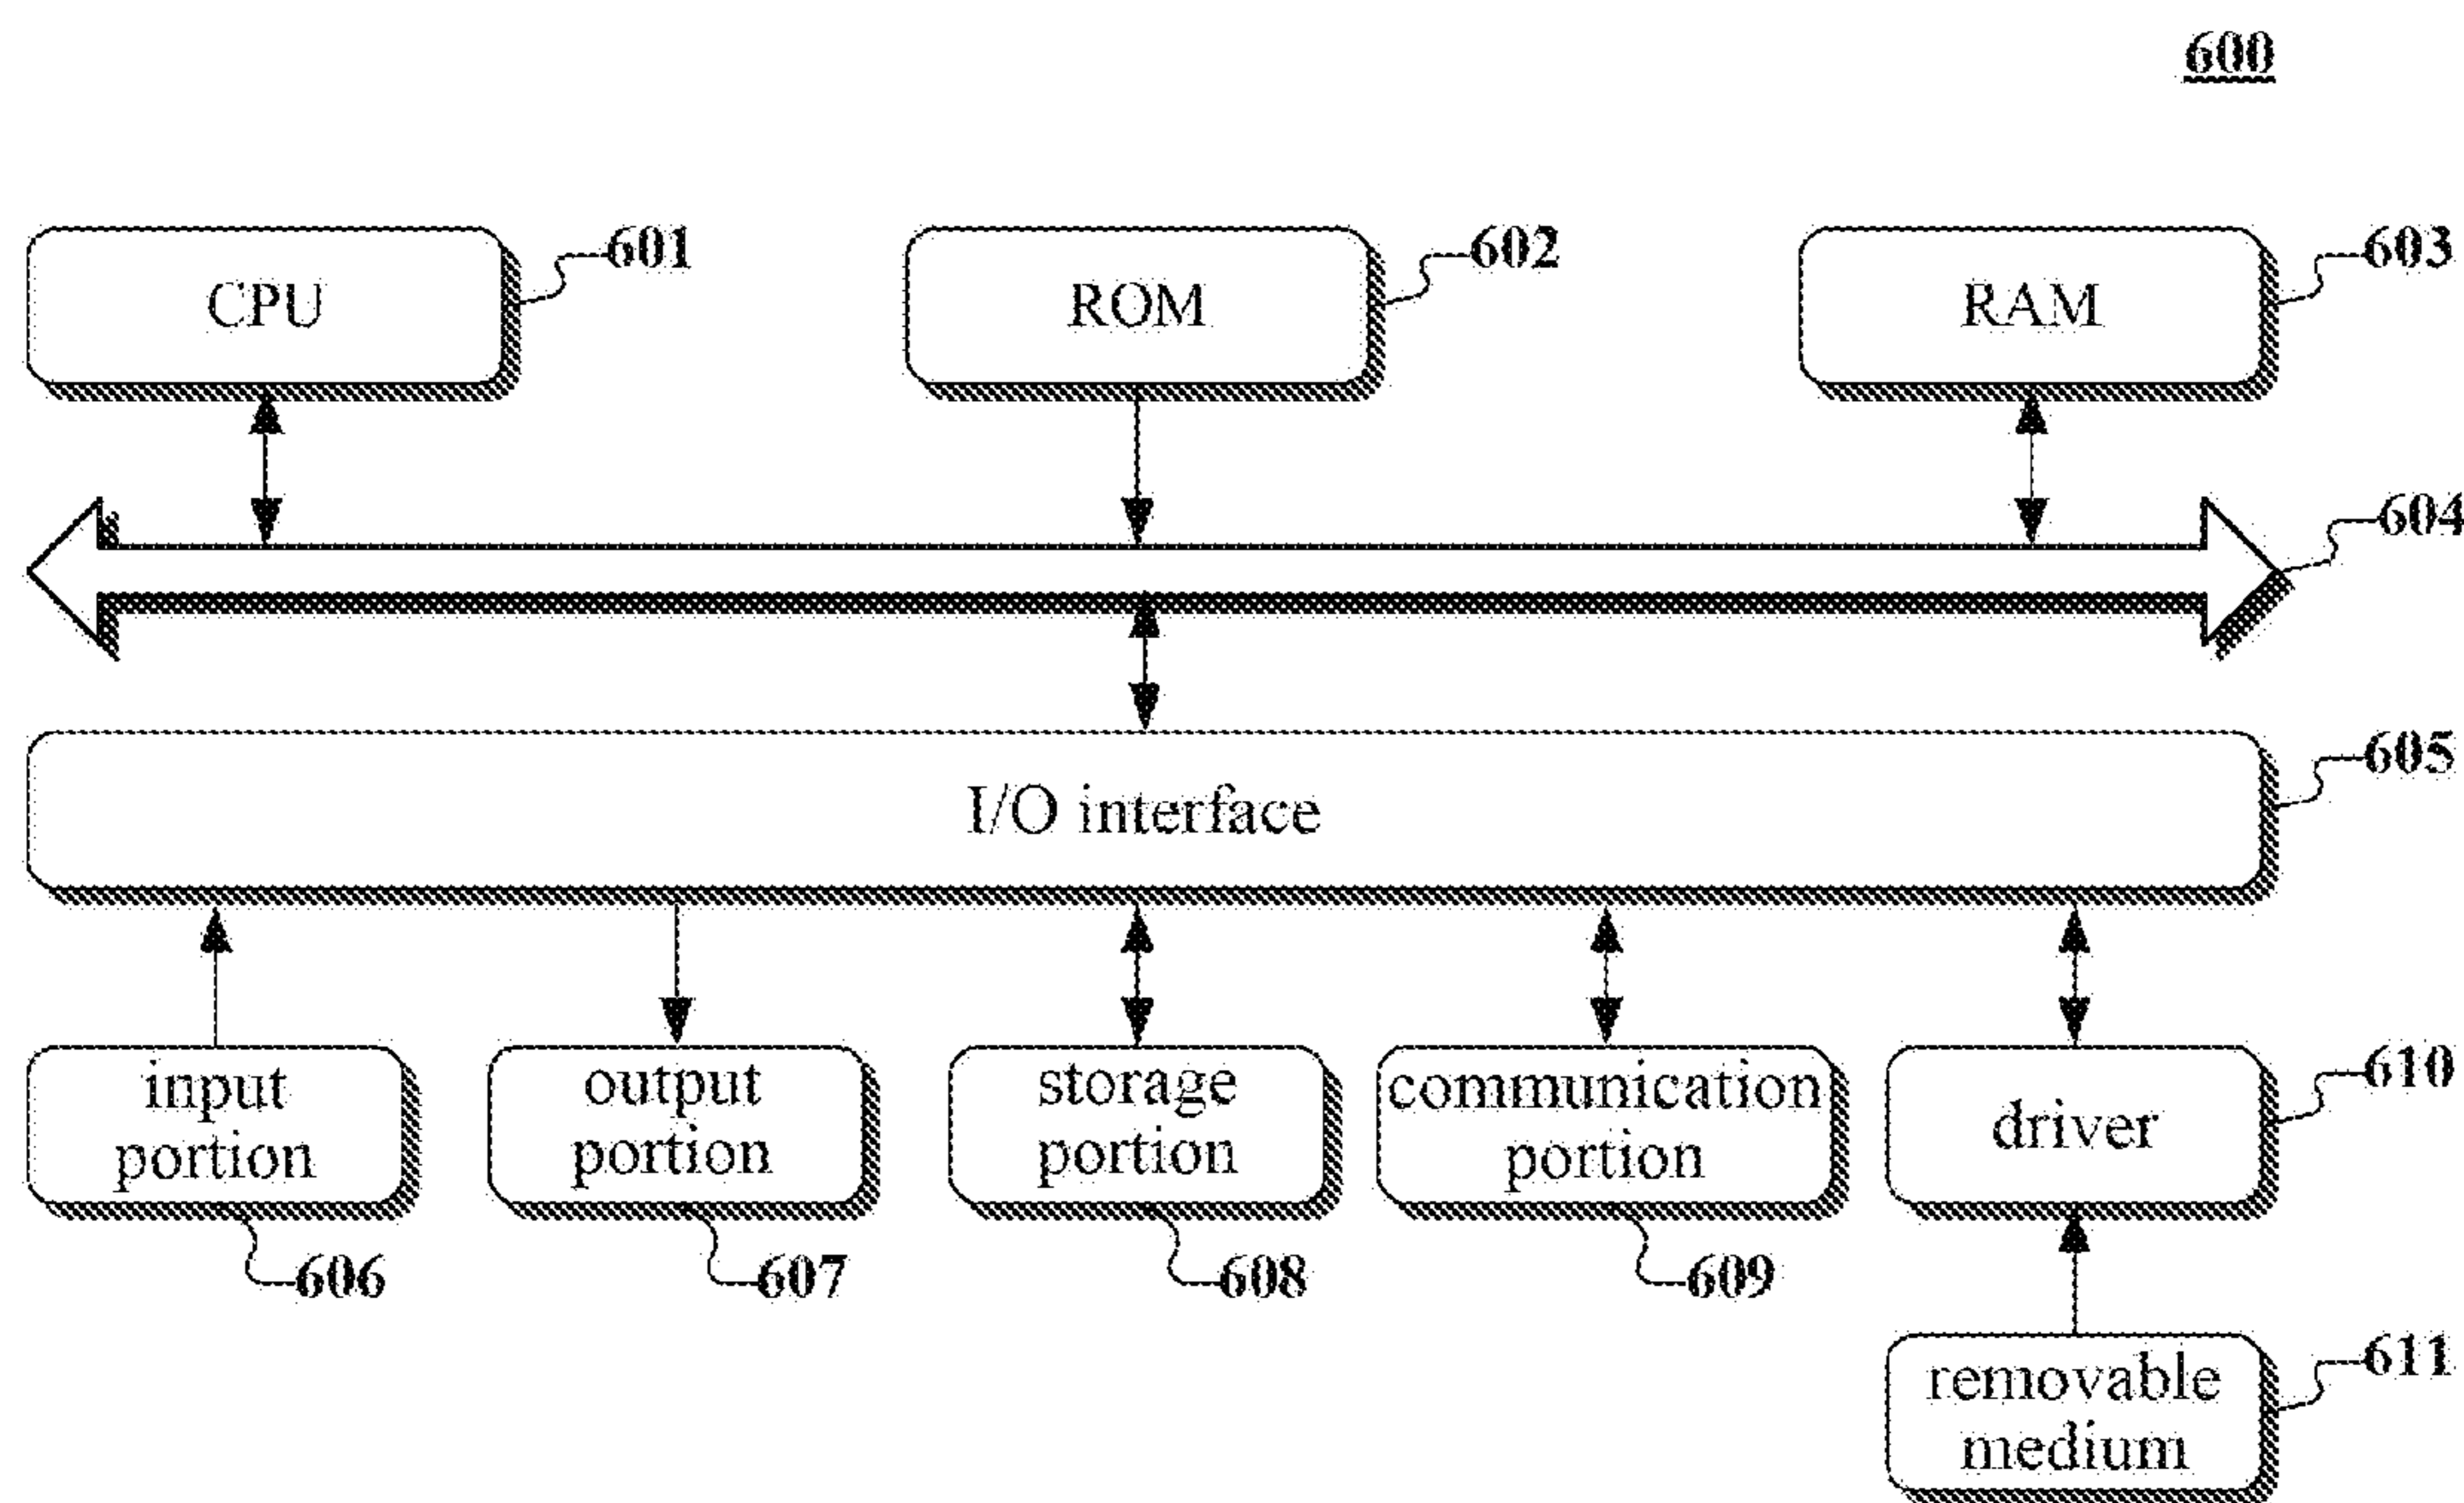 600
CPU
601
ROM
602
RAM
603
604
I/O interface
605
input
portion
606
output
portion
607
storage
portion
608
communication
portion
609
driver
610
removable
medium
611